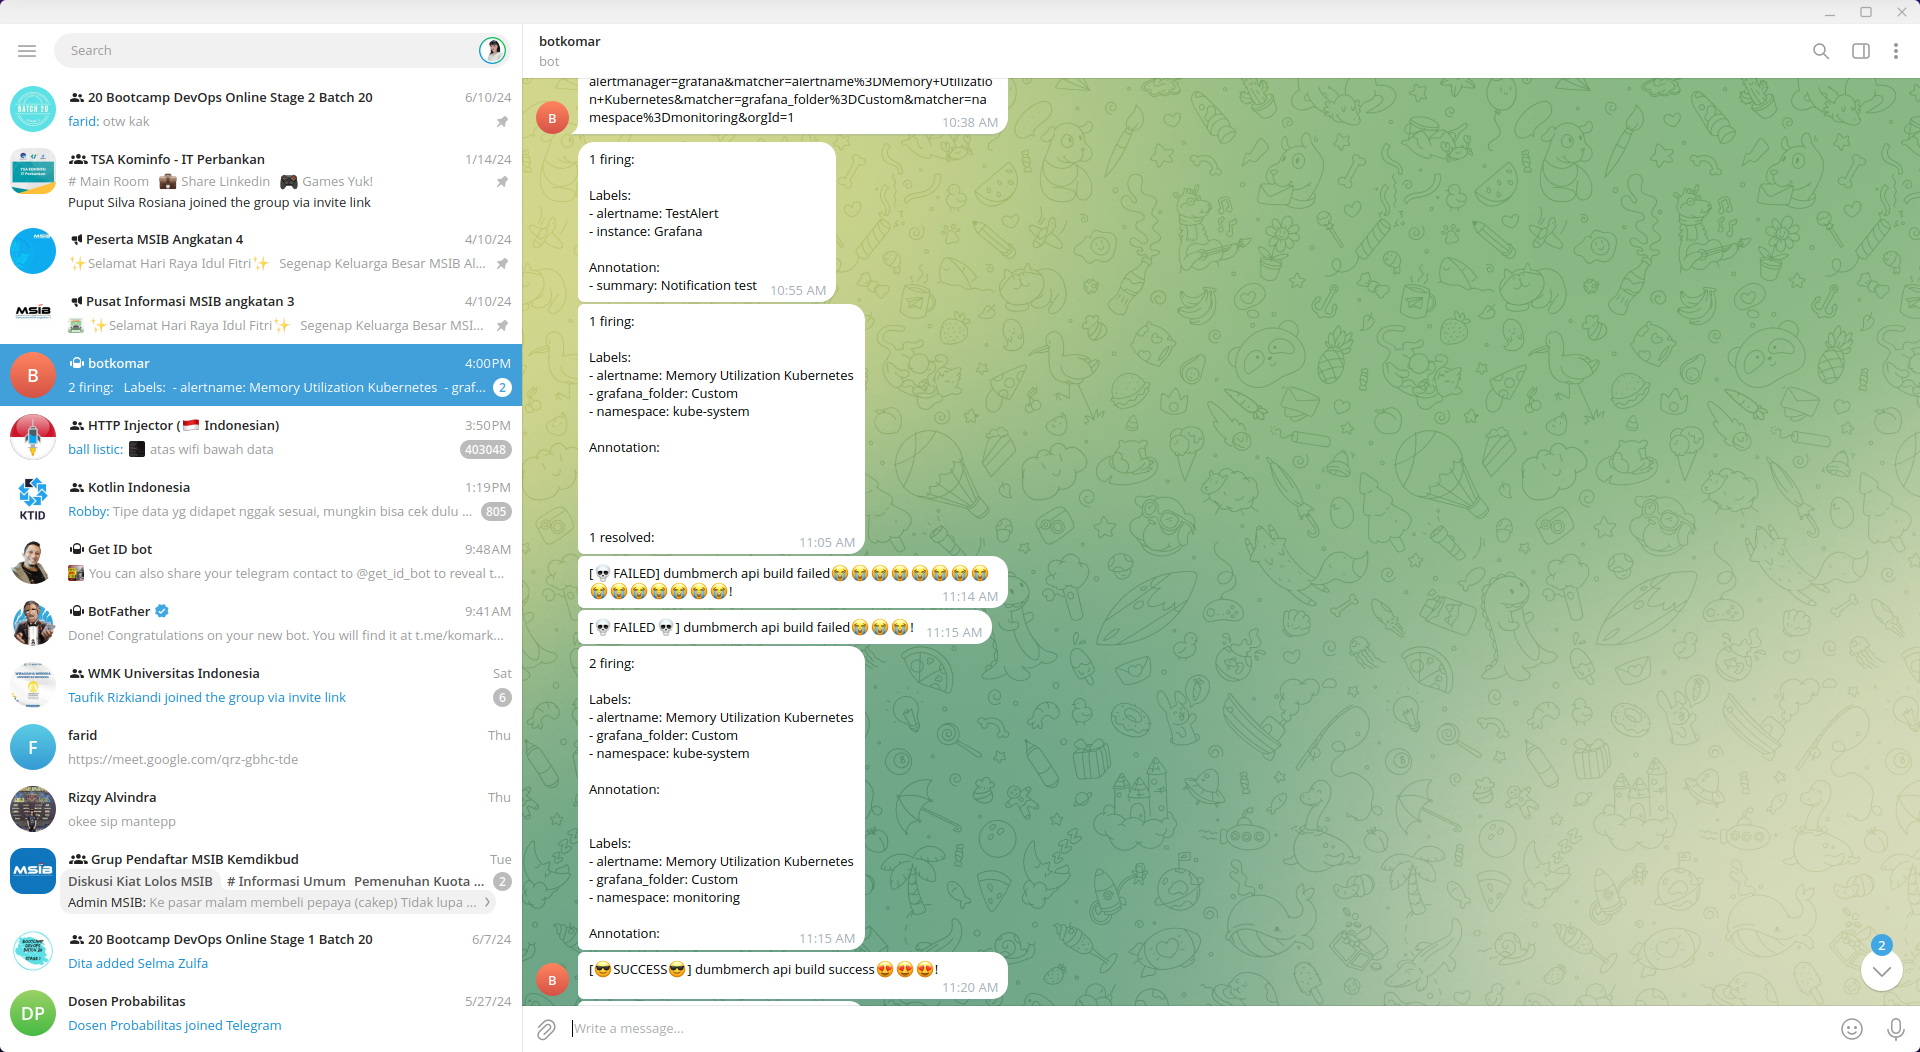 Search
20 Bootcamp DevOps Online Stage 2 Batch 20
6/10/24
farid: otw kak
BATCH 20
TSA Kominfo - IT Perbankan
1/14/24
# Main Room 💼 Share Linkedin 🎮 Games Yuk!
Puput Silva Rosiana joined the group via invite link
Peserta MSIB Angkatan 4
4/10/24
✨Selamat Hari Raya Idul Fitri✨ Segenap Keluarga Besar MSIB Al...
Pusat Informasi MSIB angkatan 3
4/10/24
✨Selamat Hari Raya Idul Fitri✨ Segenap Keluarga Besar MSI...
MSIB
B
botkomar
4:00PM
2 firing: Labels: - alertname: Memory Utilization Kubernetes - graf...
2
HTTP Injector (🇮🇩 Indonesian)
3:50PM
ball listic: atas wifi bawah data
403048
Kotlin Indonesia
1:19PM
Robby: Tipe data yg didapet nggak sesuai, mungkin bisa cek dulu ...
805
KTID
Get ID bot
9:48AM
You can also share your telegram contact to @get_id_bot to reveal t...
BotFather
9:41AM
Done! Congratulations on your new bot. You will find it at t.me/komark...
WMK Universitas Indonesia
Sat
Taufik Rizkiandi joined the group via invite link
6
F
farid
Thu
https://meet.google.com/qrz-gbhc-tde
Rizqy Alvindra
Thu
okee sip mantepp
MSIB
Grup Pendaftar MSIB Kemdikbud
Tue
Diskusi Kiat Lolos MSIB # Informasi Umum Pemenuhan Kuota ...
2
Admin MSIB: Ke pasar malam membeli pepaya (cakep) Tidak lupa ...
20 Bootcamp DevOps Online Stage 1 Batch 20
6/7/24
Dita added Selma Zulfa
DP
Dosen Probabilitas
5/27/24
Dosen Probabilitas joined Telegram
botkomar
bot
alertmanager=grafana&matcher=alertname%3DMemory+Utilizatio
n+Kubernetes&matcher=grafana_folder%3DCustom&matcher=na
mespace%3Dmonitoring&orgId=1
10:38 AM
B
1 firing:
Labels:
- alertname: TestAlert
- instance: Grafana
Annotation:
- summary: Notification test
10:55 AM
1 firing:
Labels:
- alertname: Memory Utilization Kubernetes
- grafana_folder: Custom
- namespace: kube-system
Annotation:
1 resolved:
11:05 AM
[💀FAILED] dumbmerch api build failed😭😭😭😭😭😭😭😭
😭😭😭😭😭😭😭!
11:14 AM
[💀FAILED💀] dumbmerch api build failed😭😭😭!
11:15 AM
2 firing:
Labels:
- alertname: Memory Utilization Kubernetes
- grafana_folder: Custom
- namespace: kube-system
Annotation:
Labels:
- alertname: Memory Utilization Kubernetes
- grafana_folder: Custom
- namespace: monitoring
Annotation:
11:15 AM
[😎SUCCESS😎] dumbmerch api build success😍😍😍!
11:20 AM
B
2
Write a message...